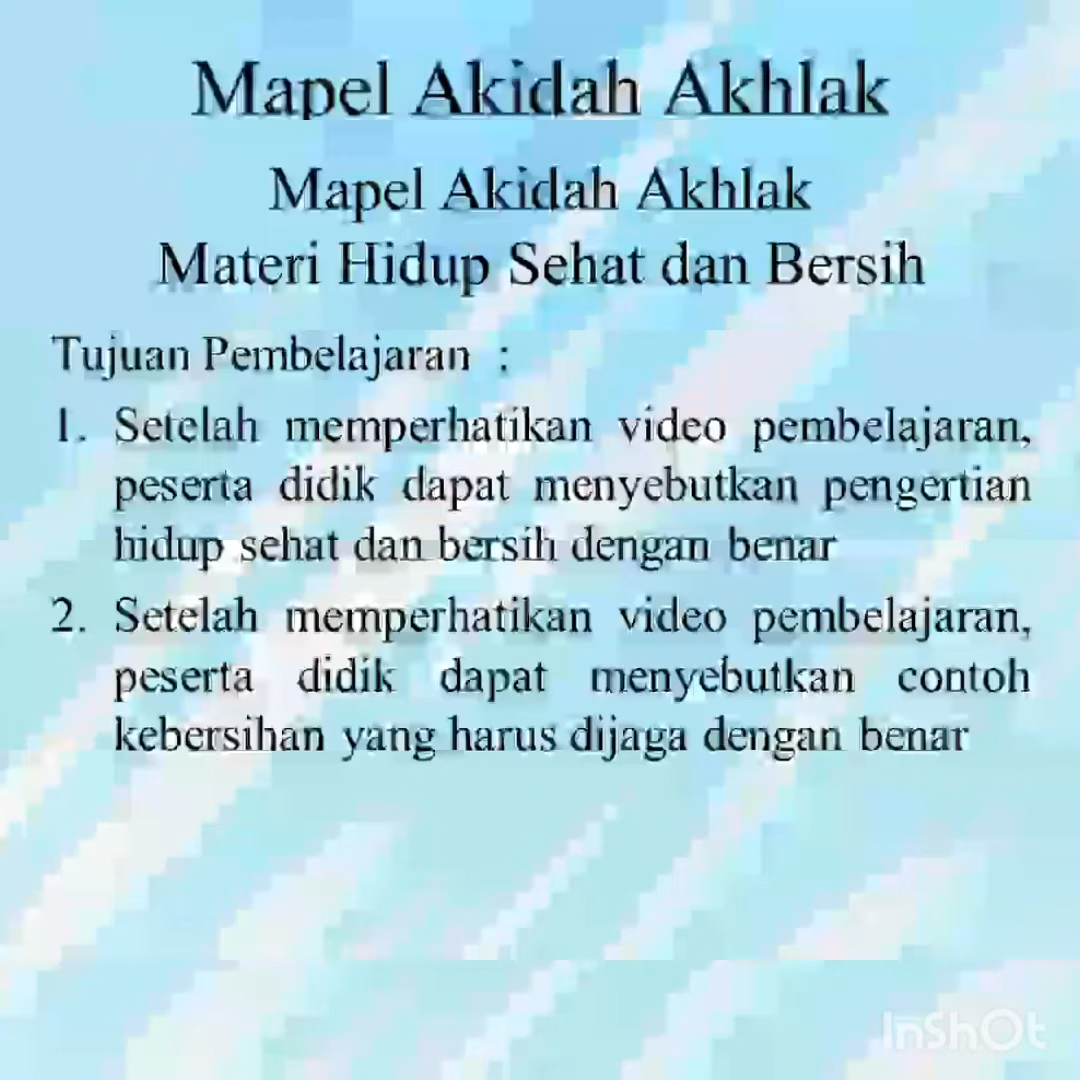 Mapel Akidah Akhlak
Mapel Akidah Akhlak
Materi Hidup Sehat dan Bersih
Tujuan Pembelajaran :
1. Setelah memperhatikan video pembelajaran,
peserta didik dapat menyebutkan pengertian
hidup sehat dan bersih dengan benar
2. Setelah memperhatikan video pembelajaran,
peserta didik dapat menyebutkan contoh
kebersihan yang harus dijaga dengan benar
InShOt